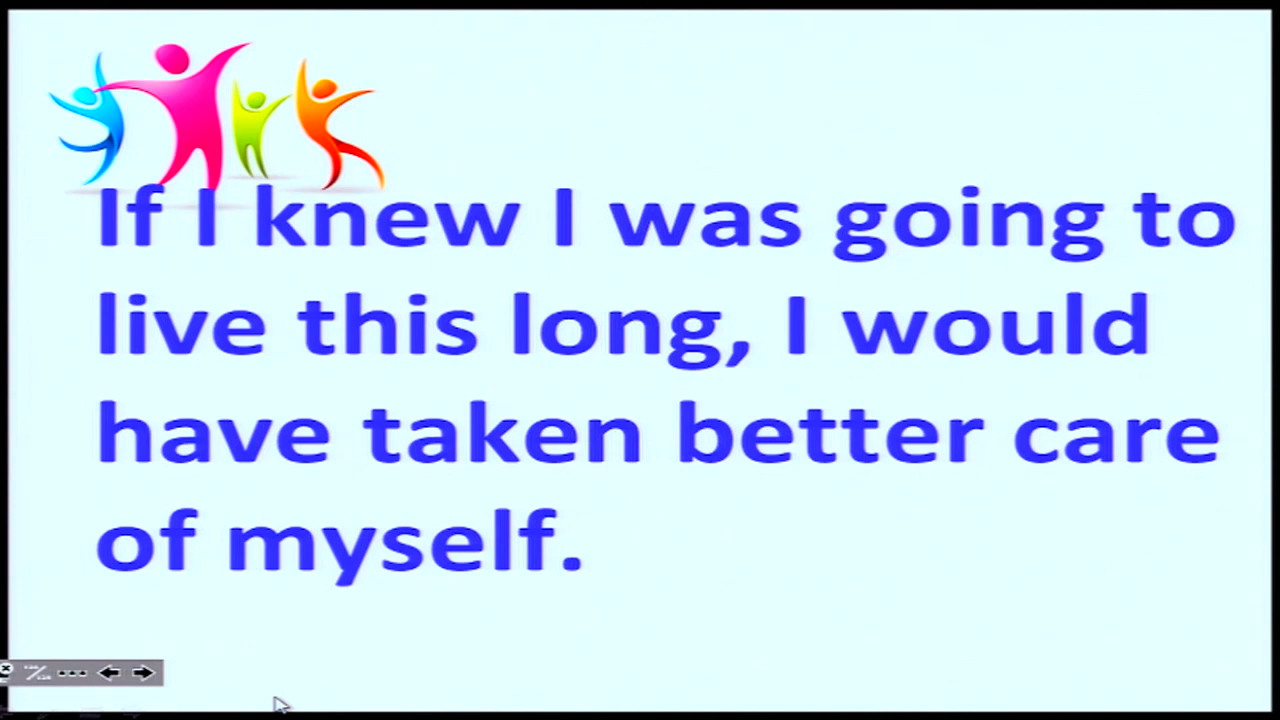 If I knew I was going to
live this long, I would
have taken better care
of myself.